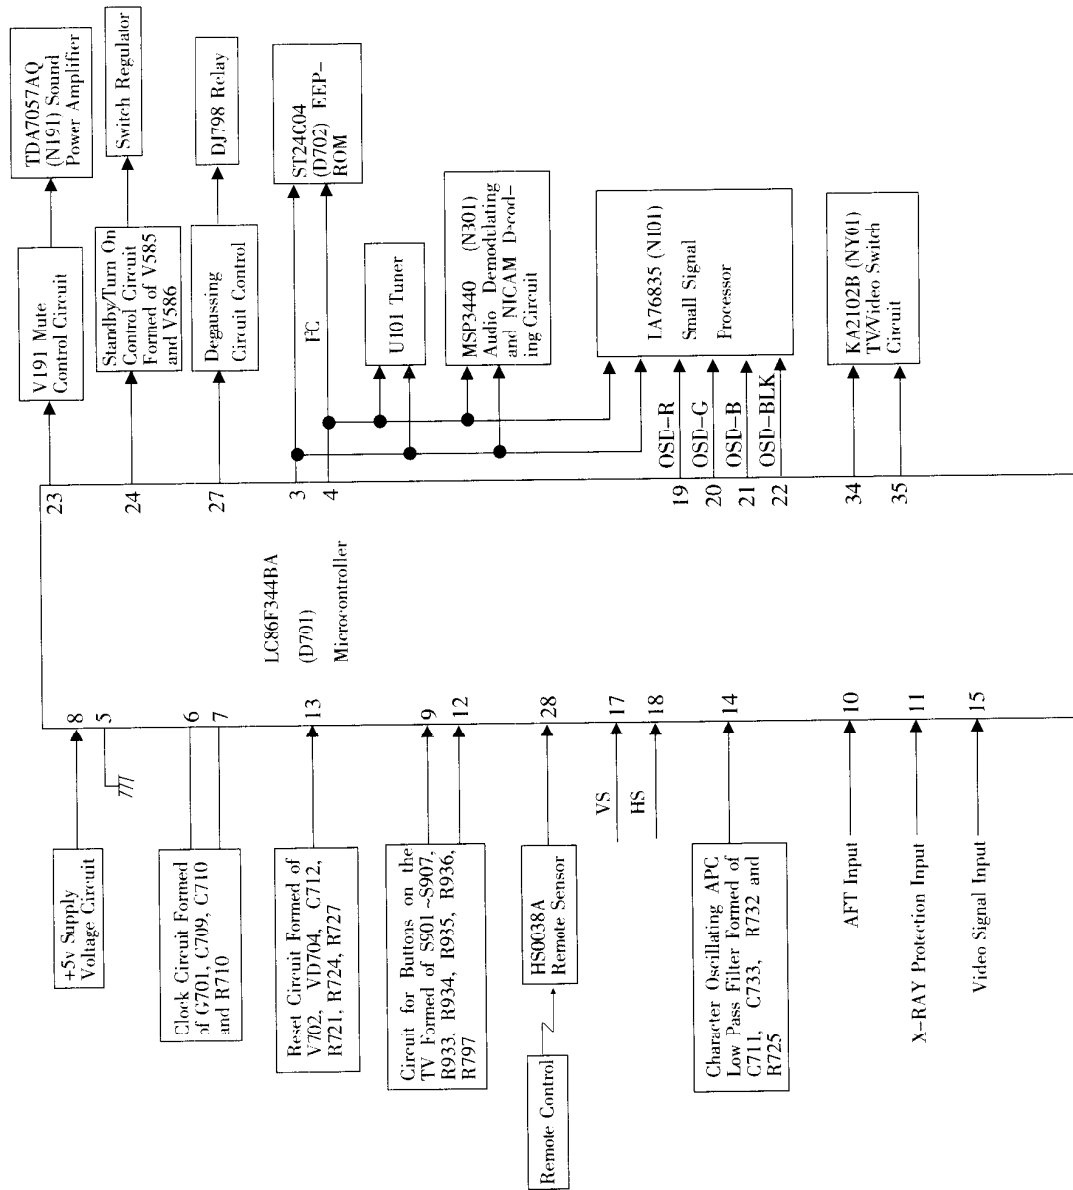 TDA7057AQ
(N191) Sound
Power Amplifier
Switch Regulator
DJ798 Relay
ST24C04
(D702) EEP-
ROM
V191 Mute
Control Circuit
Standby/Turn On
Control Circuit
Formed of V585
and V586
Degaussing
Circuit Control
I²C
U101 Tuner
MSP3440 (N301)
Audio Demodulating
and NICAM Decod-
ing Circuit
LA76835 (N101)
Small Signal
Processor
KA2102B (NY01)
TV/Video Switch
Circuit
OSD-R
OSD-G
OSD-B
OSD-BLK
23
24
27
3
4
19
20
21
22
34
35
LC86F344BA
(D701)
Microcontroller
8
5
6
7
13
9
12
28
17
18
14
10
11
15
+5v Supply
Voltage Circuit
Clock Circuit Formed
of G701, C709, C710
and R710
Reset Circuit Formed of
V702, VD704, C712,
R721, R724, R727
Circuit for Buttons on the
TV Formed of S901~S907,
R933. R934, R935, R936,
R797
HS0038A
Remote Sensor
Remote Control
VS
HS
Character Oscillating APC
Low Pass Filter Formed of
C711, C733, R732 and
R725
AFT Input
X-RAY Protection Input
Video Signal Input